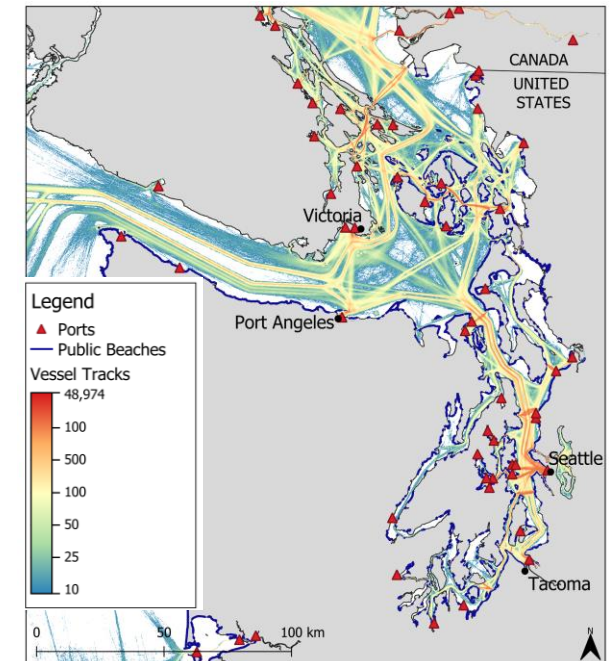 CANADA
UNITED
STATES
Victoria
Port Angeles
Seattle
Tacoma
Legend
Ports
Public Beaches
Vessel Tracks
48,974
100
500
100
50
25
10
0 50 100 km
N